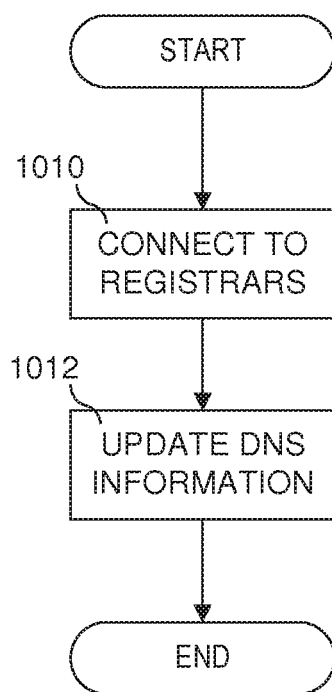 START
1010
CONNECT TO
REGISTRARS
1012
UPDATE DNS
INFORMATION
END